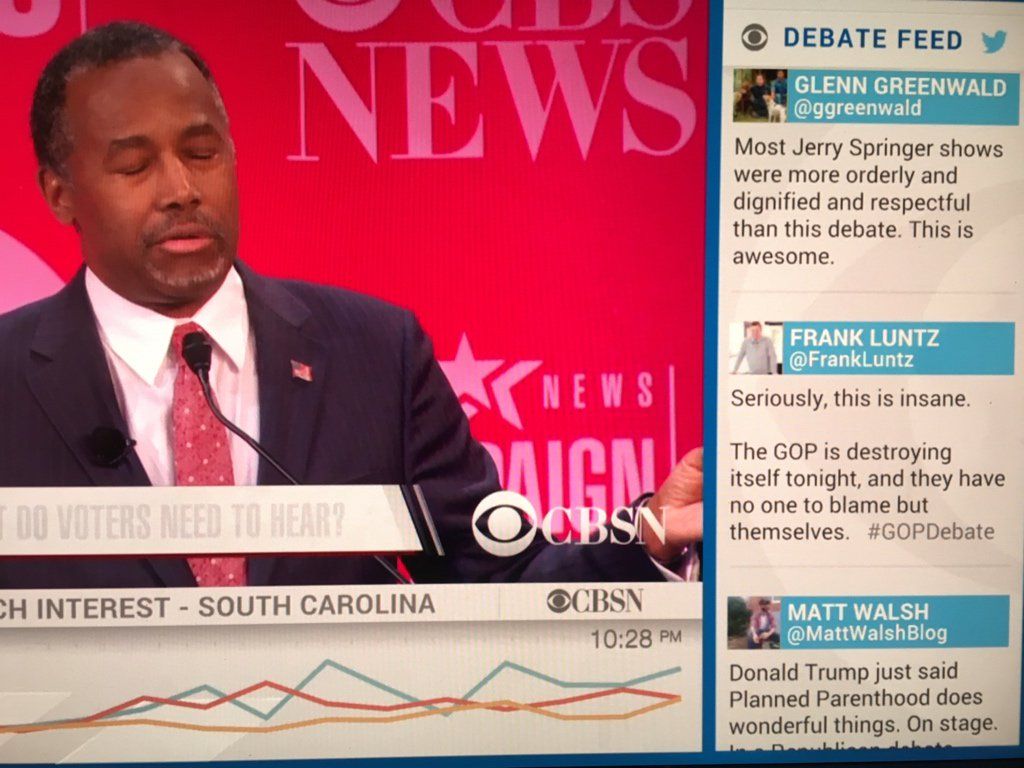 CBS
NEWS
NEWS
PAIGN
T DO VOTERS NEED TO HEAR?
CBSN
CH INTEREST - SOUTH CAROLINA
CBSN
10:28 PM
DEBATE FEED
GLENN GREENWALD
@ggreenwald
Most Jerry Springer shows
were more orderly and
dignified and respectful
than this debate. This is
awesome.
FRANK LUNTZ
@FrankLuntz
Seriously, this is insane.
The GOP is destroying
itself tonight, and they have
no one to blame but
themselves. #GOPDebate
MATT WALSH
@MattWalshBlog
Donald Trump just said
Planned Parenthood does
wonderful things. On stage.
In a Republican debate